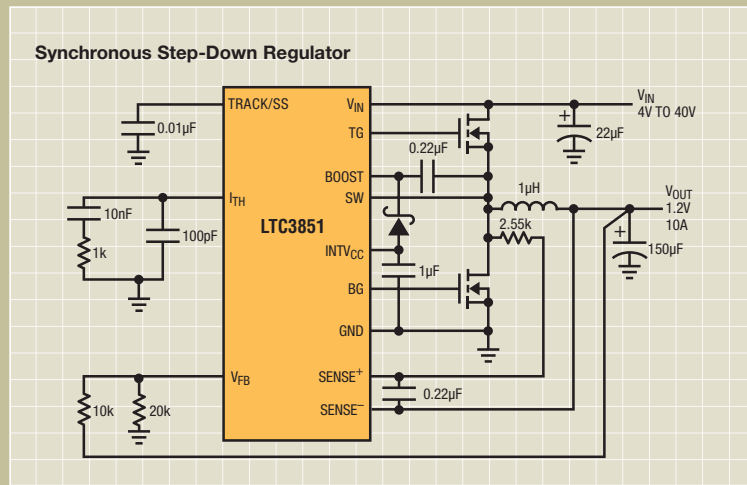 Synchronous Step-Down Regulator
TRACK/SS
0.01µF
ITH
10nF
1k
100pF
LTC3851
VFB
10k
20k
VIN
TG
BOOST
SW
INTVCC
BG
GND
SENSE+
SENSE–
0.22µF
1µF
0.22µF
1µH
2.55k
+
22µF
VIN
4V TO 40V
VOUT
1.2V
10A
+
150µF